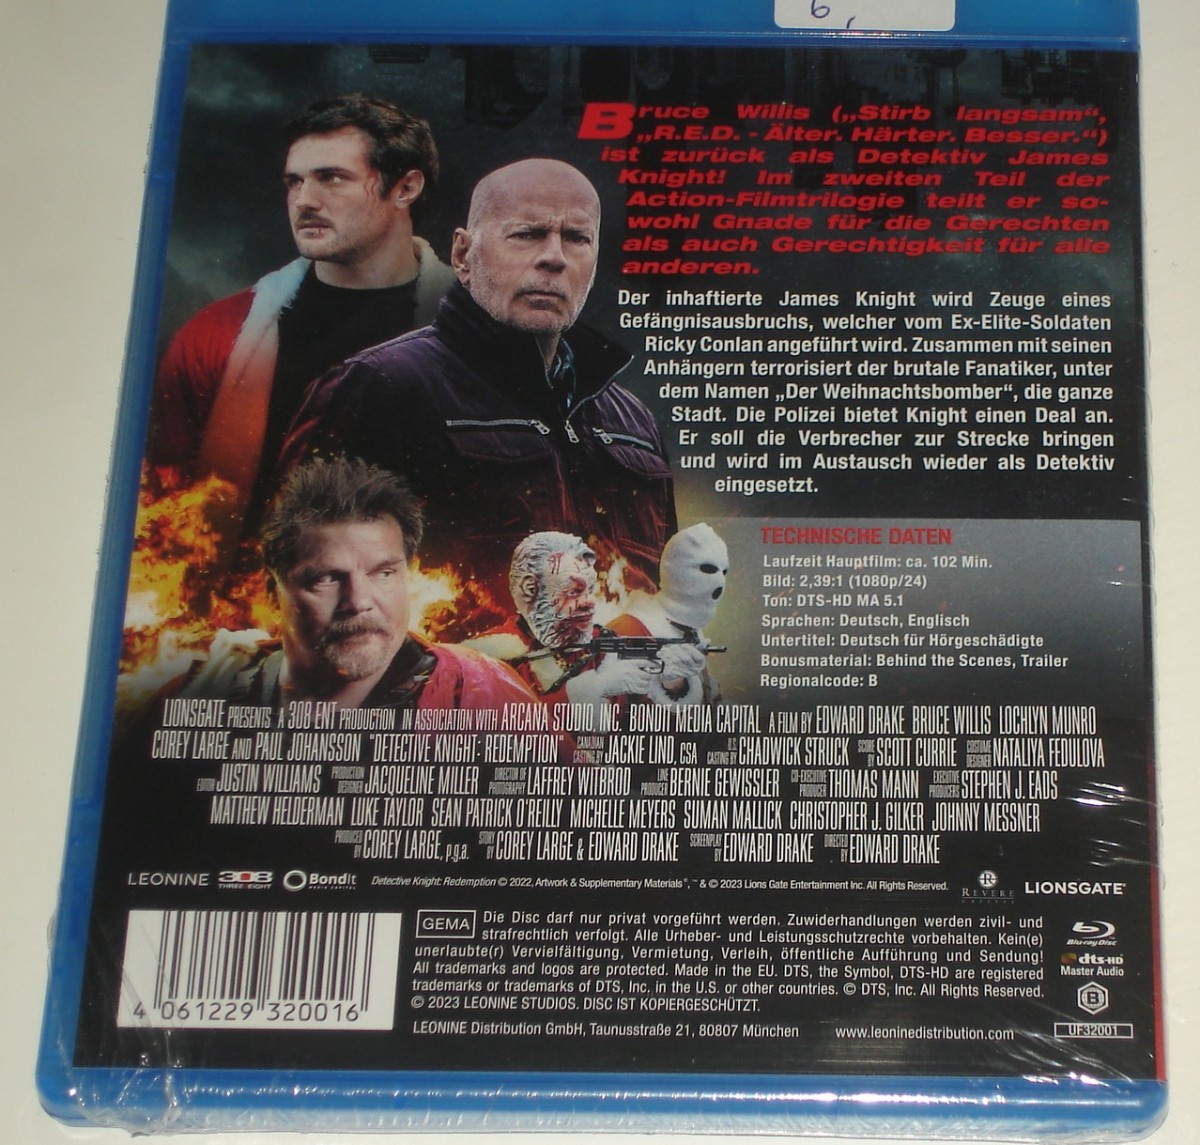 6,
Bruce Willis („Stirb langsam“,
„R.E.D. - Älter. Härter. Besser.“)
ist zurück als Detektiv James
Knight! Im zweiten Teil der
Action-Filmtrilogie teilt er so-
wohl Gnade für die Gerechten
als auch Gerechtigkeit für alle
anderen.
Der inhaftierte James Knight wird Zeuge eines
Gefängnisausbruchs, welcher vom Ex-Elite-Soldaten
Ricky Conlan angeführt wird. Zusammen mit seinen
Anhängern terrorisiert der brutale Fanatiker, unter
dem Namen „Der Weihnachtsbomber“, die ganze
Stadt. Die Polizei bietet Knight einen Deal an.
Er soll die Verbrecher zur Strecke bringen
und wird im Austausch wieder als Detektiv
eingesetzt.
TECHNISCHE DATEN
Laufzeit Hauptfilm: ca. 102 Min.
Bild: 2,39:1 (1080p/24)
Ton: DTS-HD MA 5.1
Sprachen: Deutsch, Englisch
Untertitel: Deutsch für Hörgeschädigte
Bonusmaterial: Behind the Scenes, Trailer
Regionalcode: B
LIONSGATE PRESENTS A 308 ENT PRODUCTION IN ASSOCIATION WITH ARCANA STUDIO INC. BONDIT MEDIA CAPITAL A FILM BY EDWARD DRAKE BRUCE WILLIS LOCHLYN MUNRO
COREY LARGE AND PAUL JOHANSSON "DETECTIVE KNIGHT: REDEMPTION" CANADIAN CASTING BY JACKIE LIND, CSA U.S. CASTING BY CHADWICK STRUCK SCORE BY SCOTT CURRIE COSTUME DESIGNER NATALIYA FEDULOVA
EDITOR JUSTIN WILLIAMS PRODUCTION DESIGNER JACQUELINE MILLER DIRECTOR OF PHOTOGRAPHY LAFFREY WITBROD LINE PRODUCER BERNIE GEWISSLER CO-EXECUTIVE PRODUCER THOMAS MANN EXECUTIVE PRODUCERS STEPHEN J. EADS
MATTHEW HELDERMAN LUKE TAYLOR SEAN PATRICK O'REILLY MICHELLE MEYERS SUMAN MALLICK CHRISTOPHER J. GILKER JOHNNY MESSNER
PRODUCED BY COREY LARGE, p.g.a. STORY BY COREY LARGE & EDWARD DRAKE SCREENPLAY BY EDWARD DRAKE DIRECTED BY EDWARD DRAKE
LEONINE 308 THREE EIGHT BondIt MEDIA CAPITAL Detective Knight: Redemption © 2022, Artwork & Supplementary Materials®, ™ & © 2023 Lions Gate Entertainment Inc. All Rights Reserved. R REVERE CAPITAL LIONSGATE®
GEMA Die Disc darf nur privat vorgeführt werden. Zuwiderhandlungen werden zivil- und
strafrechtlich verfolgt. Alle Urheber- und Leistungsschutzrechte vorbehalten. Kein(e)
unerlaubte(r) Vervielfältigung, Vermietung, Verleih, öffentliche Aufführung und Sendung!
All trademarks and logos are protected. Made in the EU. DTS, the Symbol, DTS-HD are registered
trademarks or trademarks of DTS, Inc. in the U.S. or other countries. © DTS, Inc. All Rights Reserved.
© 2023 LEONINE STUDIOS. DISC IST KOPIERGESCHÜTZT.
LEONINE Distribution GmbH, Taunusstraße 21, 80807 München www.leoninedistribution.com
4 061229 320016
Blu-ray Disc
dts-HD
Master Audio
B
UF32001